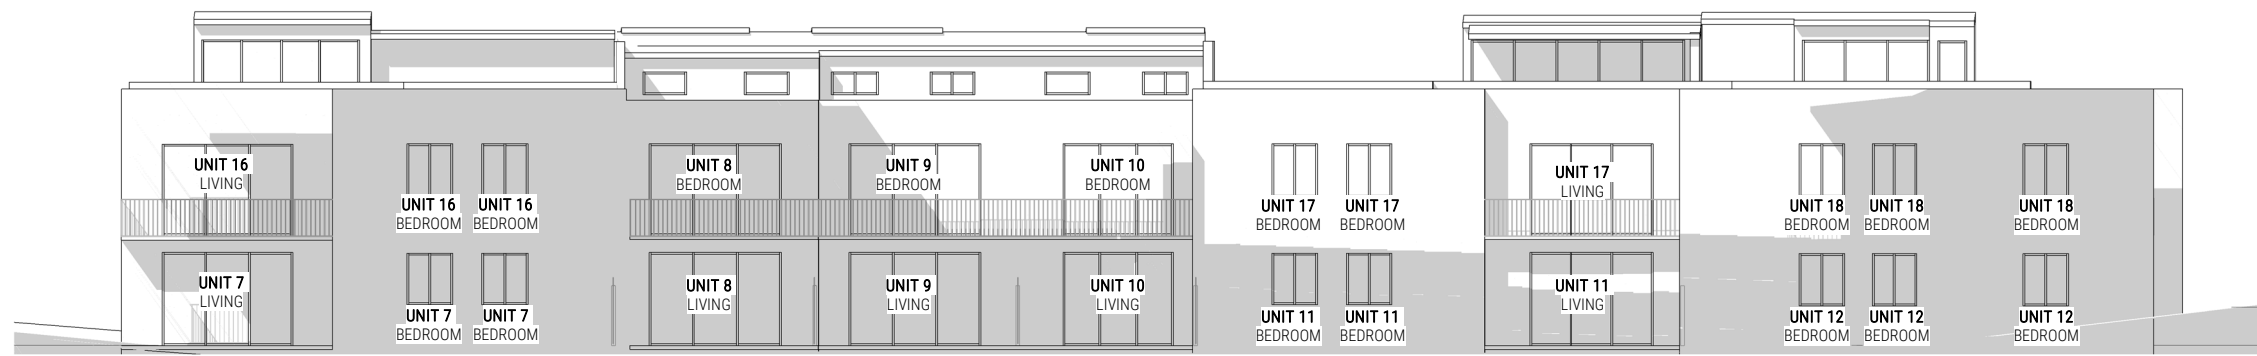 UNIT 16
LIVING
UNIT 16
BEDROOM
UNIT 16
BEDROOM
UNIT 8
BEDROOM
UNIT 9
BEDROOM
UNIT 10
BEDROOM
UNIT 17
BEDROOM
UNIT 17
BEDROOM
UNIT 17
LIVING
UNIT 18
BEDROOM
UNIT 18
BEDROOM
UNIT 18
BEDROOM
UNIT 7
LIVING
UNIT 7
BEDROOM
UNIT 7
BEDROOM
UNIT 8
LIVING
UNIT 9
LIVING
UNIT 10
LIVING
UNIT 11
BEDROOM
UNIT 11
BEDROOM
UNIT 11
LIVING
UNIT 12
BEDROOM
UNIT 12
BEDROOM
UNIT 12
BEDROOM